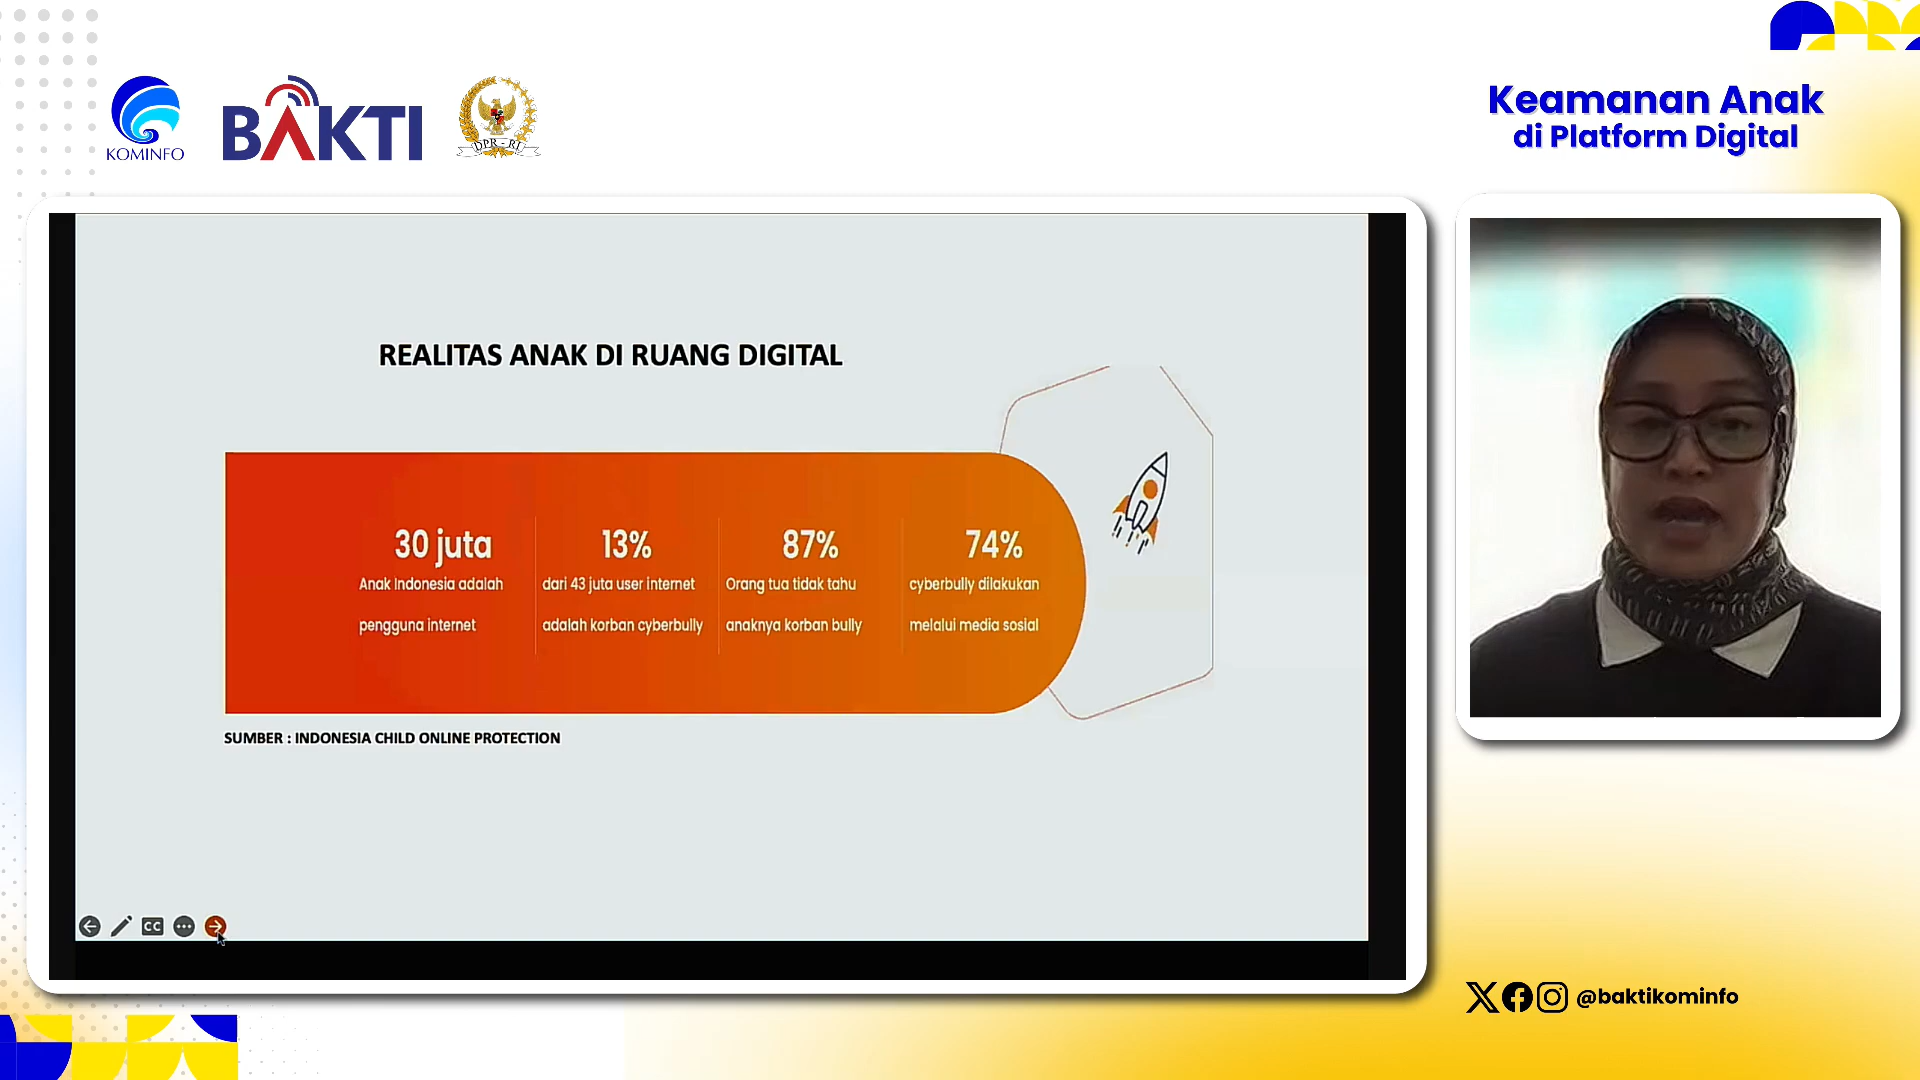 KOMINFO
BAKTI
DPR - RI
Keamanan Anak
di Platform Digital
REALITAS ANAK DI RUANG DIGITAL
30 juta
Anak Indonesia adalah
pengguna internet
13%
dari 43 juta user internet
adalah korban cyberbully
87%
Orang tua tidak tahu
anaknya korban bully
74%
cyberbully dilakukan
melalui media sosial
SUMBER : INDONESIA CHILD ONLINE PROTECTION
CC
@baktikominfo